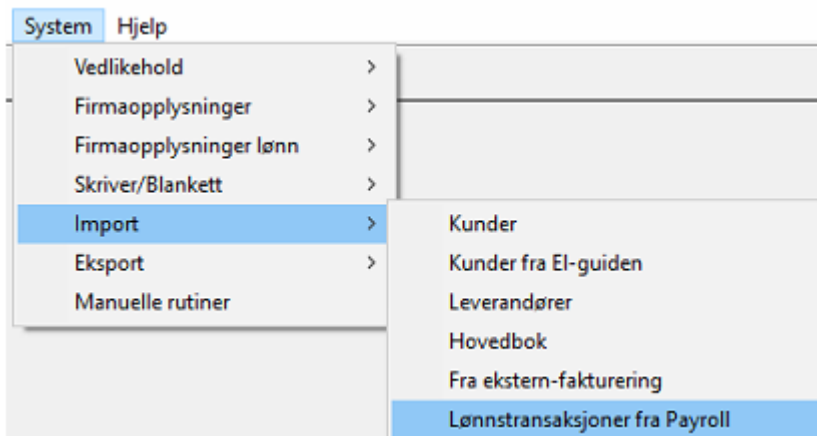 System Hjelp
Vedlikehold
Firmaopplysninger
Firmaopplysninger lønn
Skriver/Blankett
Import
Eksport
Manuelle rutiner
Kunder
Kunder fra El-guiden
Leverandører
Hovedbok
Fra ekstern-fakturering
Lønnstransaksjoner fra Payroll